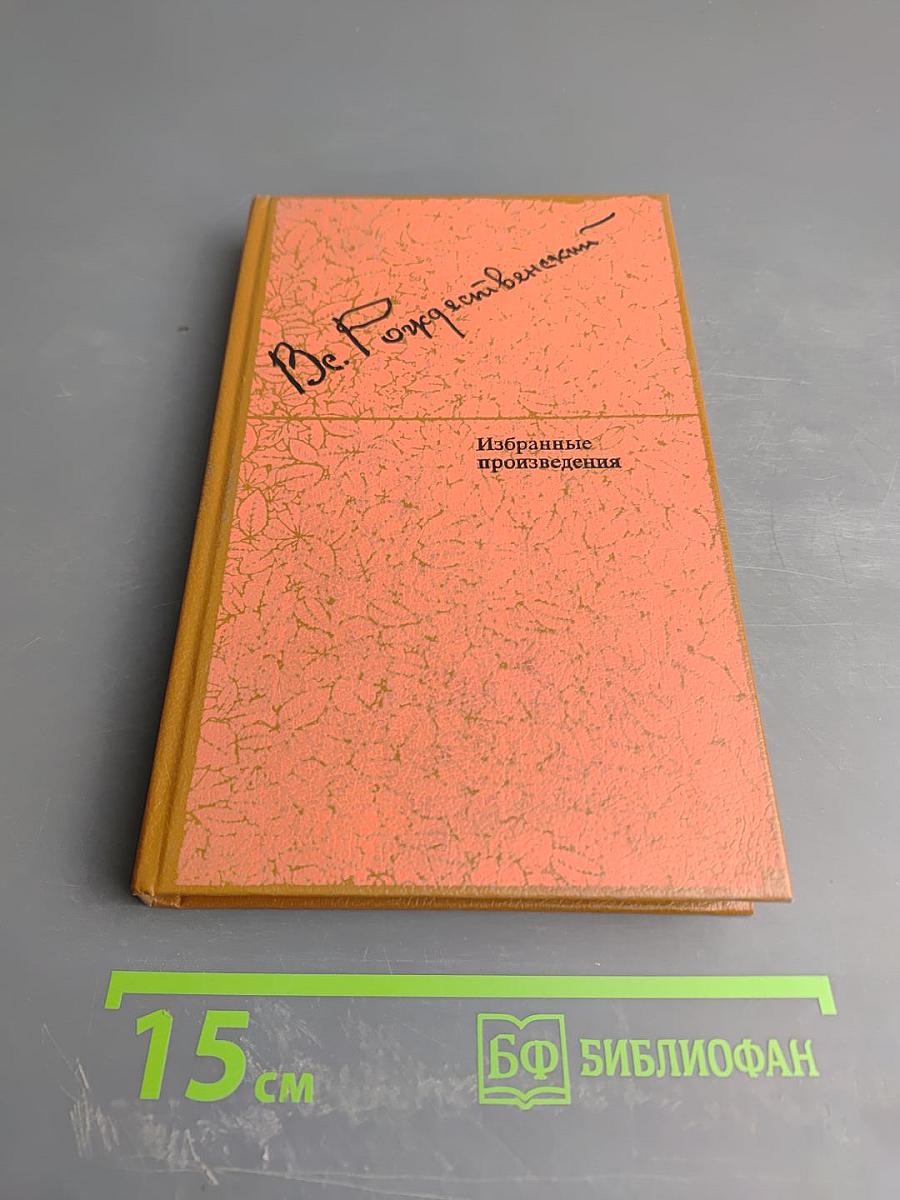 Вс. Рождественский
Избранные
произведения
15 см
БФ БИБЛИОФАН